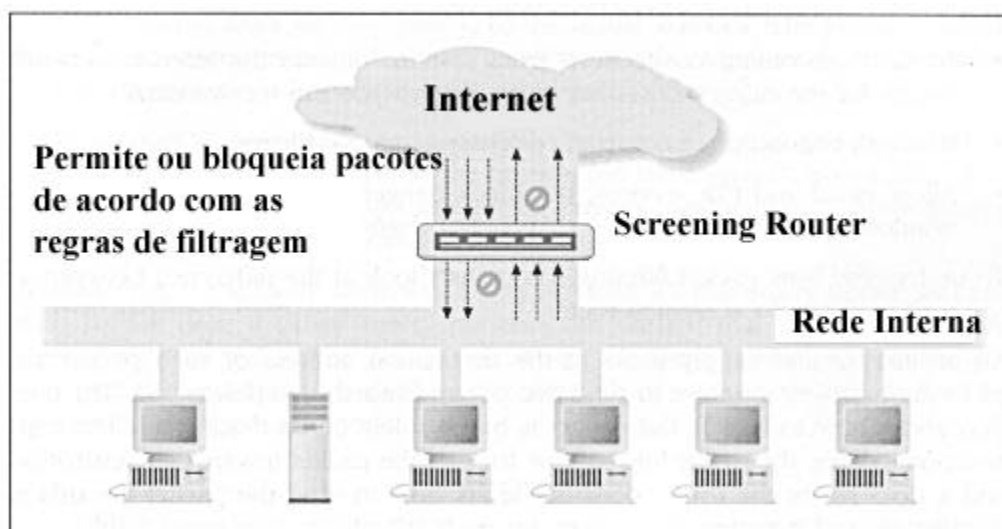 Internet
Permite ou bloqueia pacotes
de acordo com as
regras de filtragem
Screening Router
Rede Interna